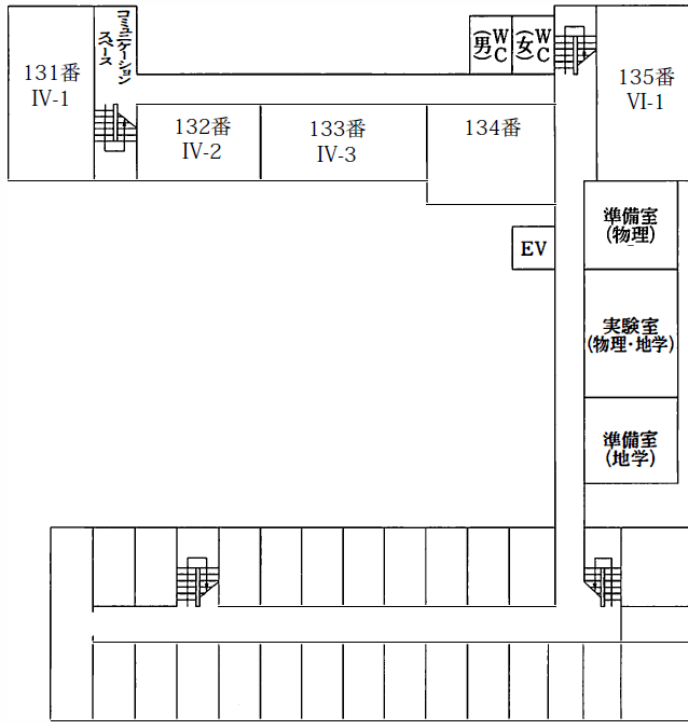 131番
IV-1
コミュニケーション
スペース
WC
(男)
WC
(女)
135番
VI-1
132番
IV-2
133番
IV-3
134番
準備室
(物理)
EV
実験室
(物理・地学)
準備室
(地学)